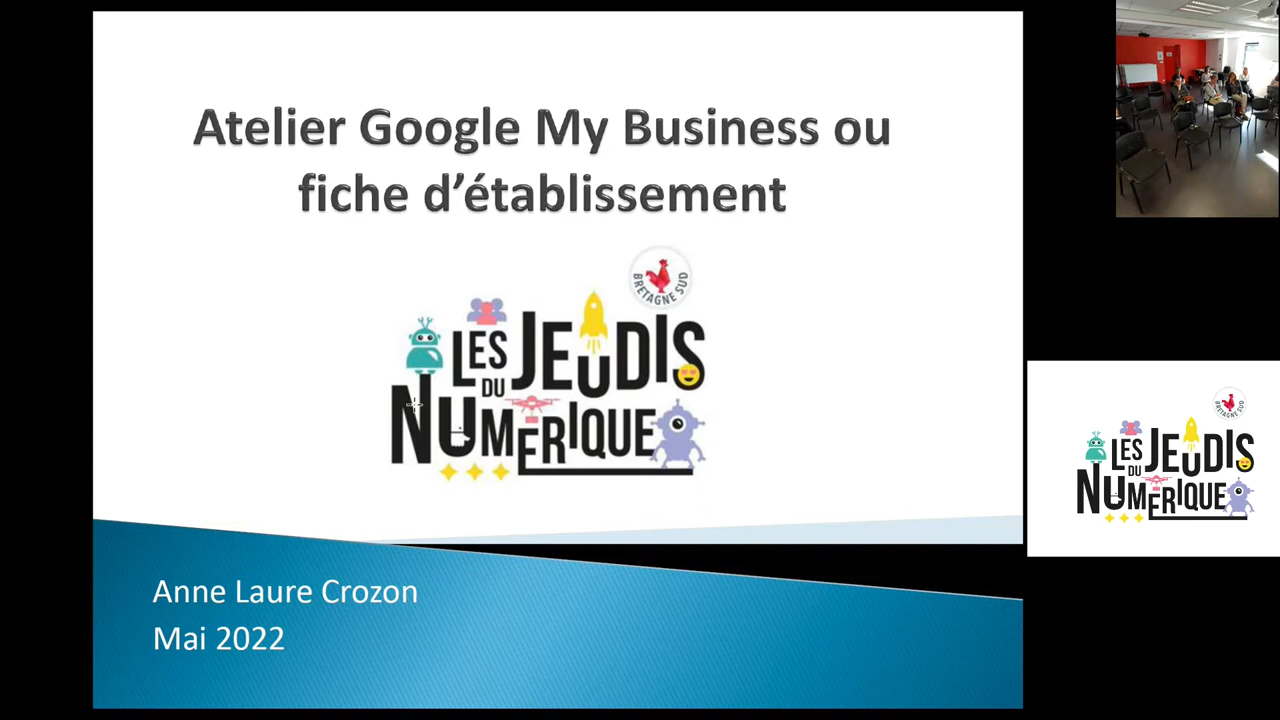 Atelier Google My Business ou
fiche d’établissement
BRETAGNE SUD
LES JEUDIS
DU
NUMERIQUE
Anne Laure Crozon
Mai 2022
BRETAGNE SUD
LES JEUDIS
DU
NUMERIQUE